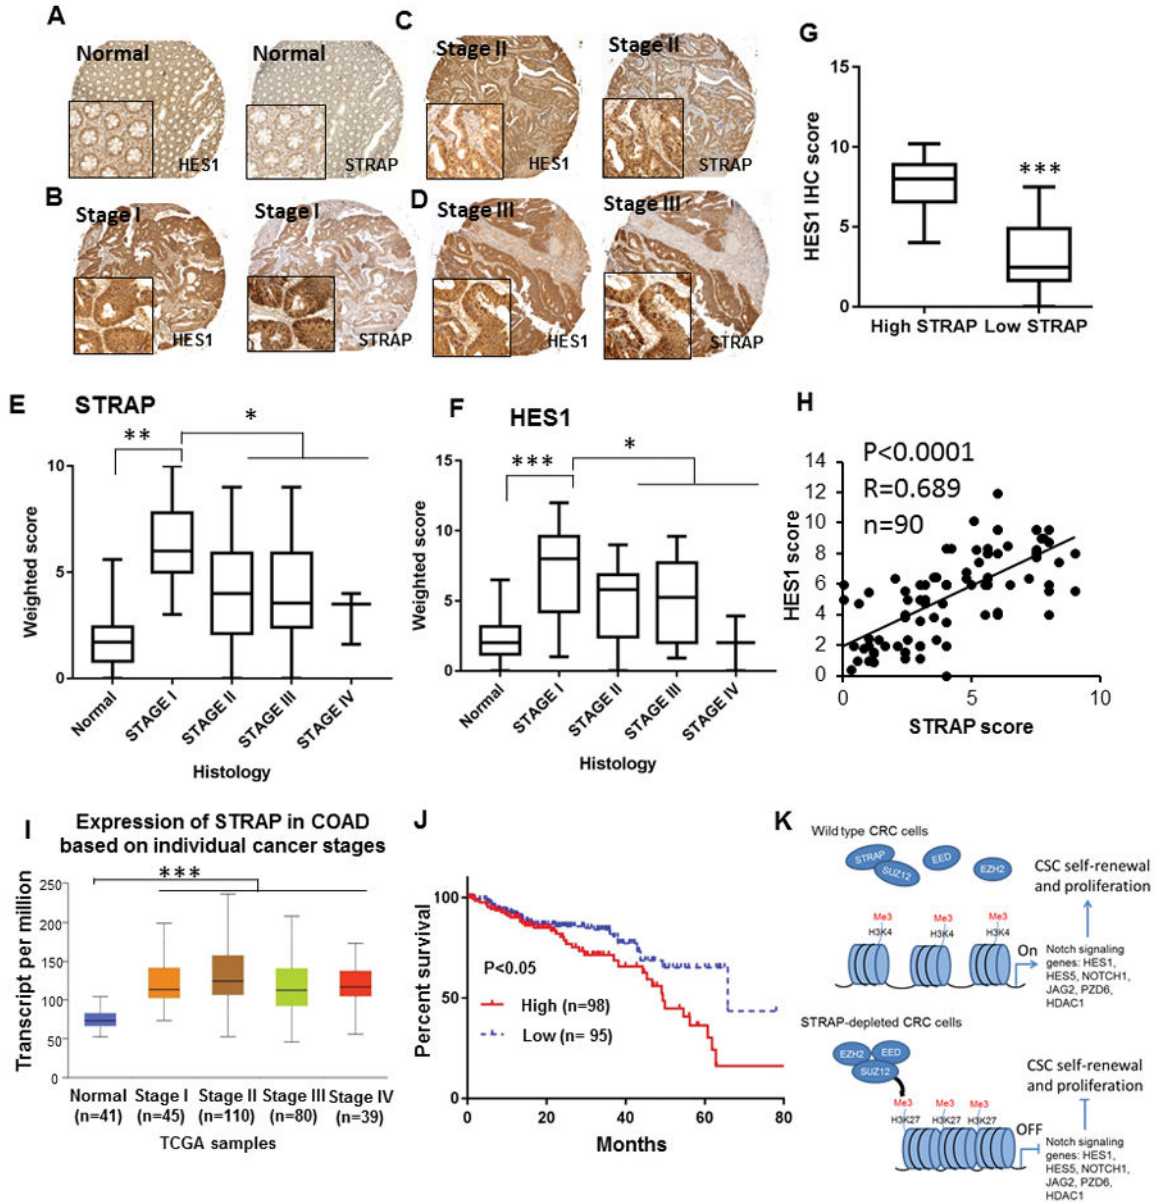 A
Normal
HES1
Normal
STRAP
B
Stage I
HES1
Stage I
STRAP
C
Stage II
HES1
Stage II
STRAP
D
Stage III
HES1
Stage III
STRAP
G
HES1 IHC score
15
10
5
0
***
High STRAP Low STRAP
E
STRAP
Weighted score
10
5
0
**
*
Normal
STAGE I
STAGE II
STAGE III
STAGE IV
Histology
F
HES1
Weighted score
15
10
5
0
***
*
Normal
STAGE I
STAGE II
STAGE III
STAGE IV
Histology
H
P<0.0001
R=0.689
n=90
HES1 score
14
12
10
8
6
4
2
0
0 5 10
STRAP score
I
Expression of STRAP in COAD
based on individual cancer stages
***
Transcript per million
250
200
150
100
50
0
Normal Stage I Stage II Stage III Stage IV
(n=41) (n=45) (n=110) (n=80) (n=39)
TCGA samples
J
Percent survival
100
50
0
P<0.05
High (n=98)
Low (n= 95)
0 20 40 60 80
Months
K
Wild type CRC cells
STRAP
SUZ12
EED
EZH2
CSC self-renewal
and proliferation
Me3 Me3 Me3
H3K4 H3K4 H3K4
On
Notch signaling
genes: HES1,
HES5, NOTCH1,
JAG2, PZD6,
HDAC1
STRAP-depleted CRC cells
EZH2 EED
SUZ12
CSC self-renewal
and proliferation
Me3 Me3 Me3
H3K27 H3K27 H3K27
OFF
Notch signaling
genes: HES1,
HES5, NOTCH1,
JAG2, PZD6,
HDAC1